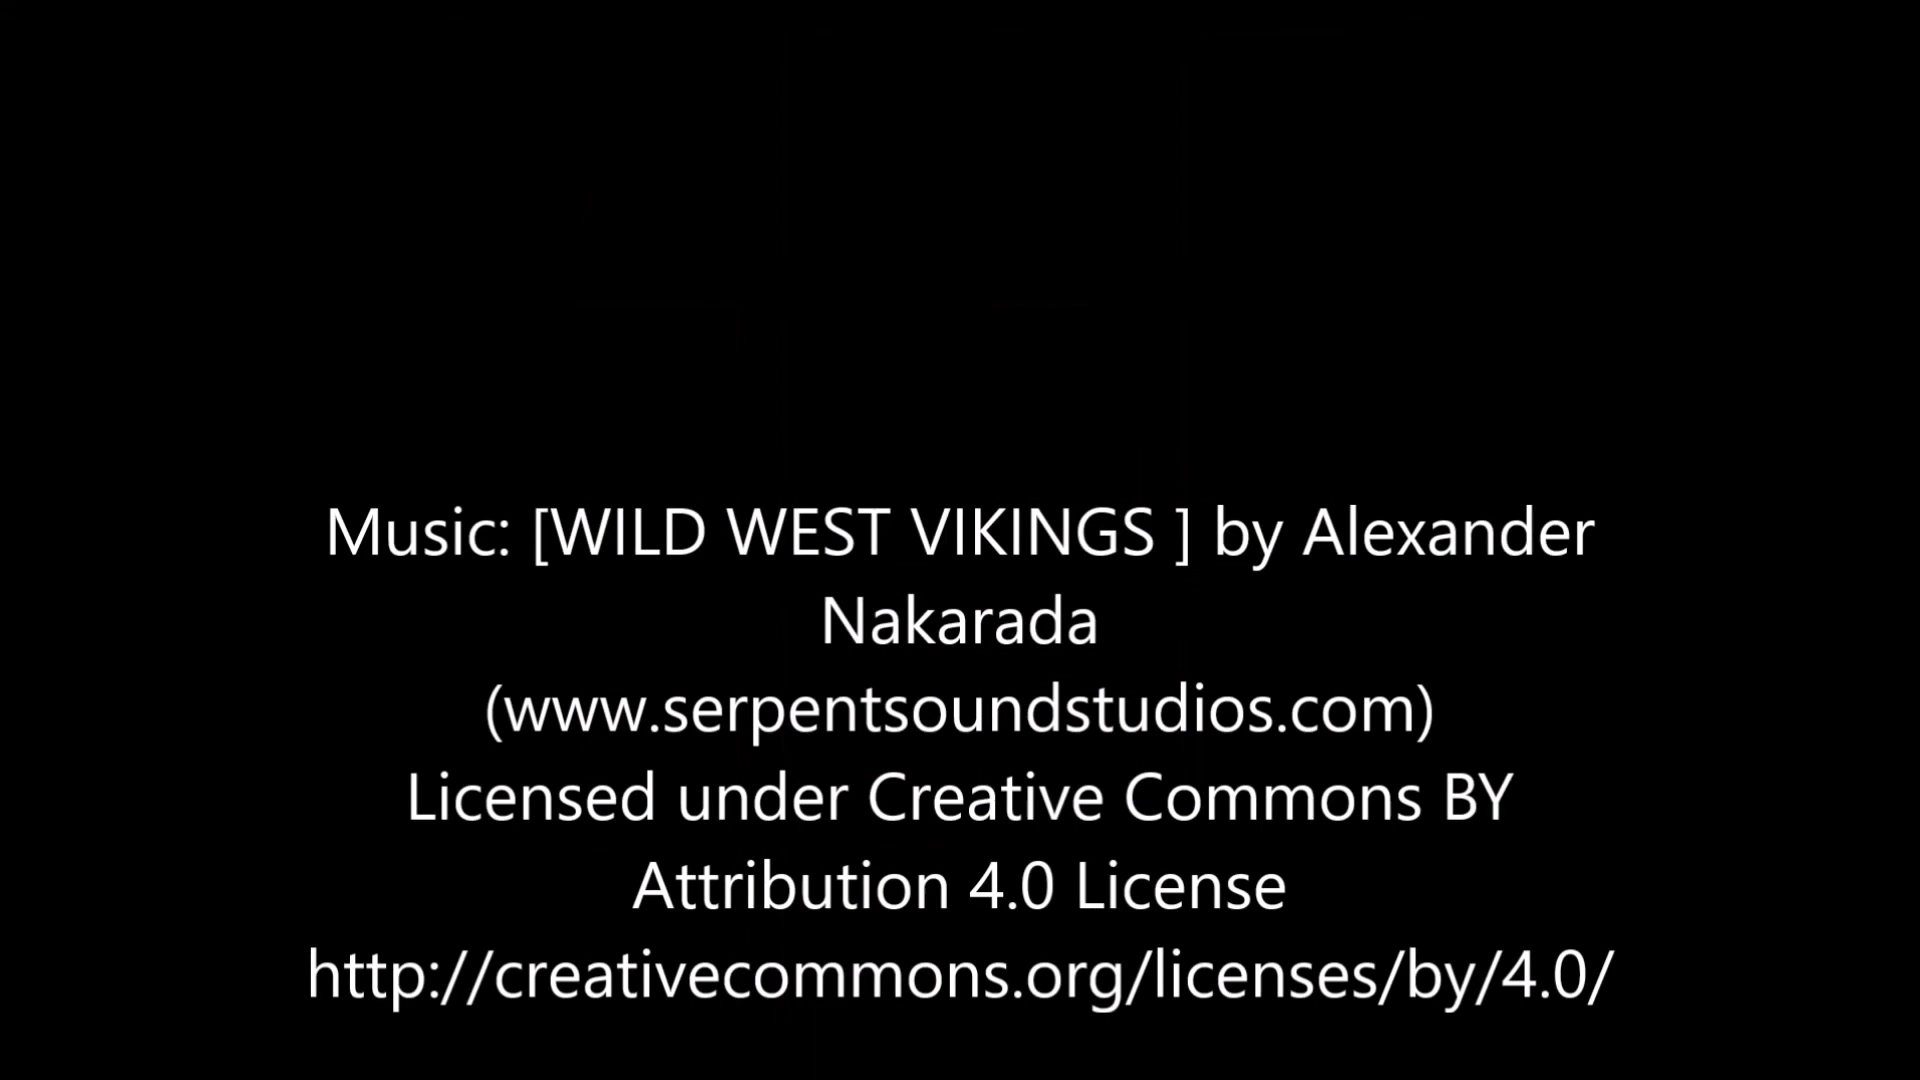 Music: [WILD WEST VIKINGS ] by Alexander
Nakarada
(www.serpentsoundstudios.com)
Licensed under Creative Commons BY
Attribution 4.0 License
http://creativecommons.org/licenses/by/4.0/